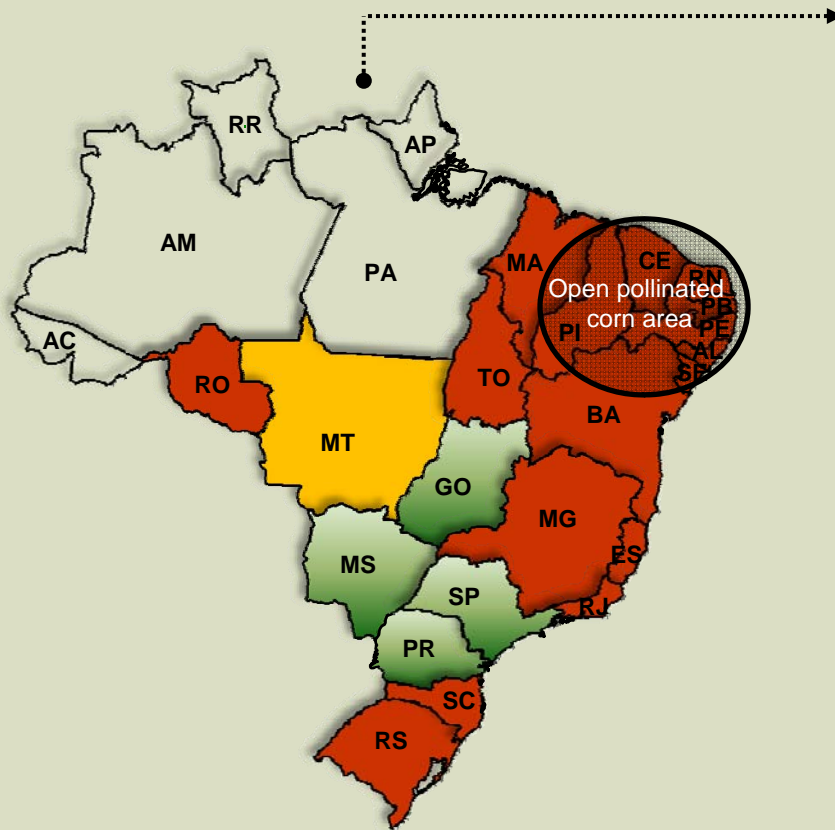 RR
AP
AM
PA
MA
CE
RN
Open pollinated
corn area
PB
PE
PI
AL
SE
AC
RO
TO
BA
MT
GO
MG
MS
ES
SP
RJ
PR
SC
RS